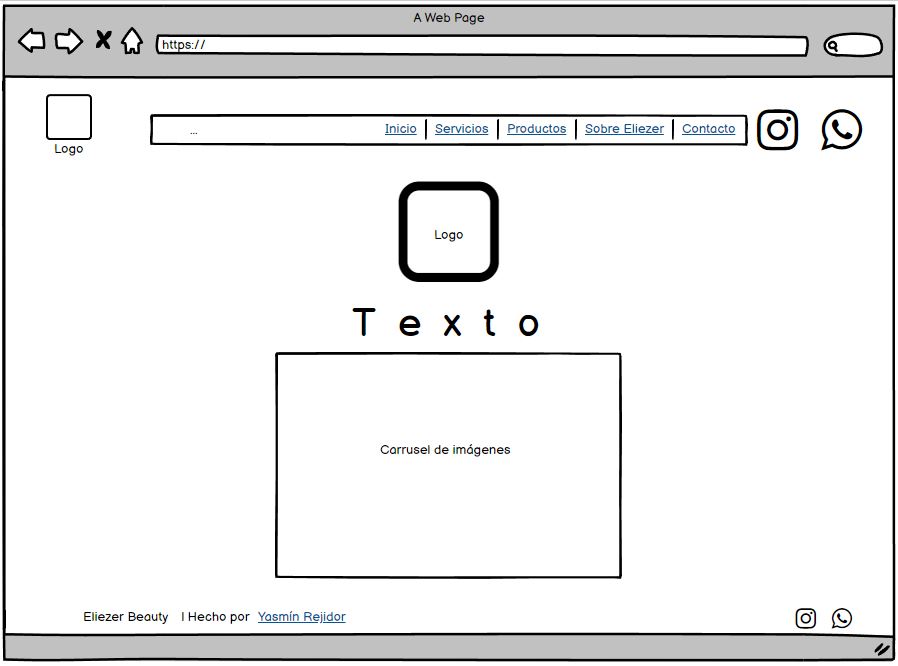 A Web Page
https://
Logo
... Inicio Servicios Productos Sobre Eliezer Contacto
Logo
Texto
Carrusel de imágenes
Eliezer Beauty | Hecho por Yasmín Rejidor